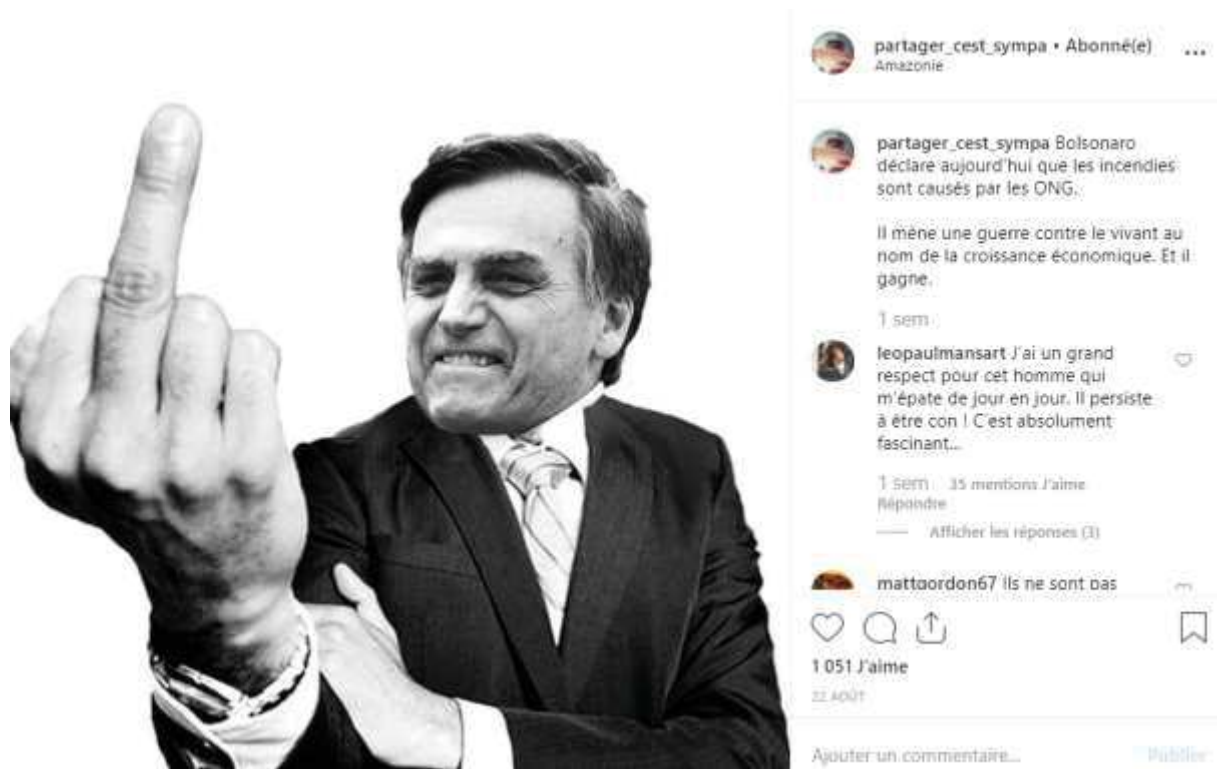 partager_cest_sympa • Abonné(e)
Amazonie
partager_cest_sympa Bolsonaro
déclare aujourd'hui que les incendies
sont causés par les ONG.
Il mène une guerre contre le vivant au
nom de la croissance économique. Et il
gagne.
1 sem
leopaulmansart J'ai un grand
respect pour cet homme qui
m'épate de jour en jour. Il persiste
à être con ! C'est absolument
fascinant...
1 sem 35 mentions J'aime
Répondre
Afficher les réponses (3)
mattgordon67 Ils ne sont pas
1 051 J'aime
22 AOÛT
Ajouter un commentaire... Publier